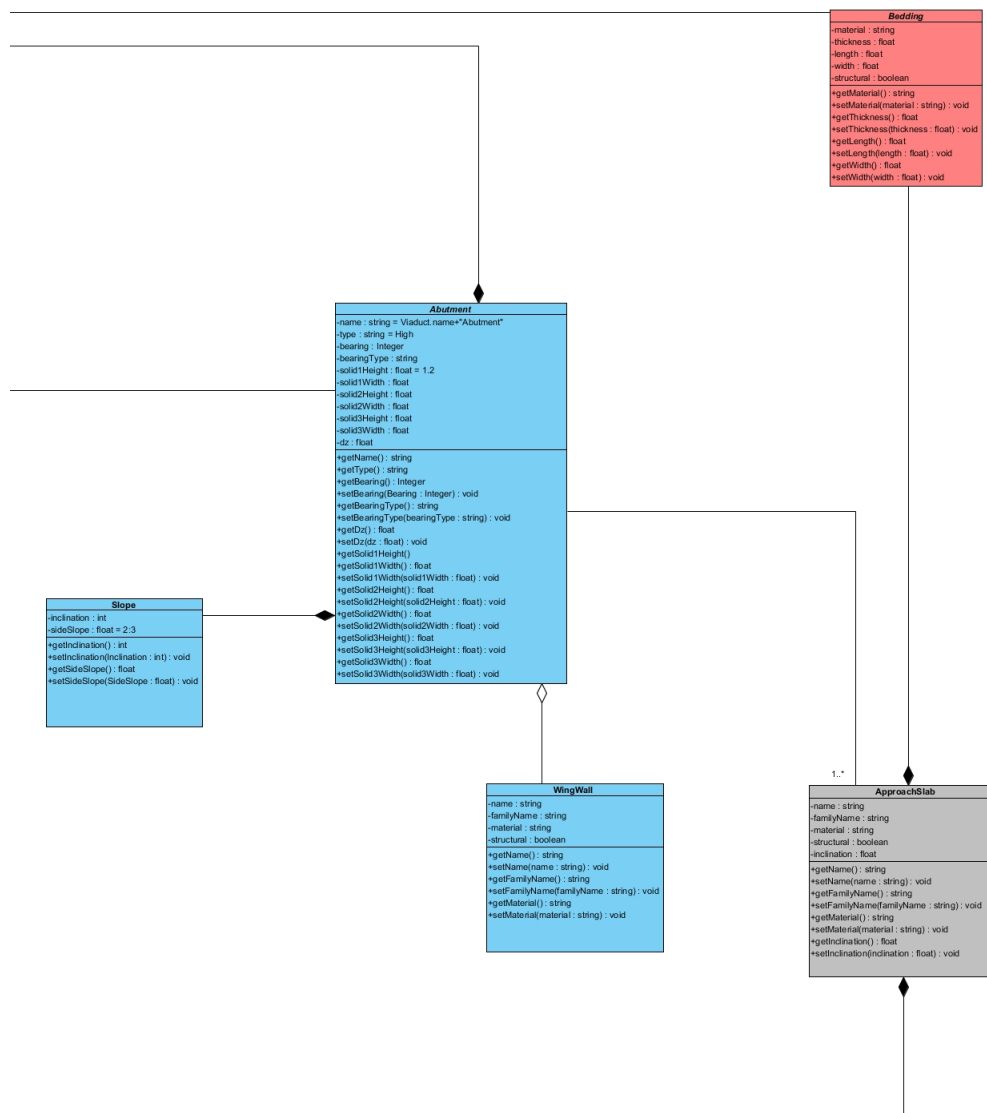 Bedding
-material : string
-thickness : float
-length : float
-width : float
-structural : boolean
+getMaterial() : string
+setMaterial(material : string) : void
+getThickness() : float
+setThickness(thickness : float) : void
+getLength() : float
+setLength(length : float) : void
+getWidth() : float
+setWidth(width : float) : void
Abutment
-name : string = Viaduct.name+"Abutment"
-type : string = High
-bearing : Integer
-bearingType : string
-solid1Height : float = 1.2
-solid1Width : float
-solid2Height : float
-solid2Width : float
-solid3Height : float
-solid3Width : float
-dz : float
+getName() : string
+getType() : string
+getBearing() : Integer
+setBearing(Bearing : Integer) : void
+getBearingType() : string
+setBearingType(bearingType : string) : void
+getDz() : float
+setDz(dz : float) : void
+getSolid1Height()
+getSolid1Width() : float
+setSolid1Width(solid1Width : float) : void
+getSolid2Height() : float
+setSolid2Height(solid2Height : float) : void
+getSolid2Width() : float
+setSolid2Width(solid2Width : float) : void
+getSolid3Height() : float
+setSolid3Height(solid3Height : float) : void
+getSolid3Width() : float
+setSolid3Width(solid3Width : float) : void
Slope
-inclination : int
-sideSlope : float = 2:3
+getInclination() : int
+setInclination(Inclination : int) : void
+getSideSlope() : float
+setSideSlope(SideSlope : float) : void
WingWall
-name : string
-familyName : string
-material : string
-structural : boolean
+getName() : string
+setName(name : string) : void
+getFamilyName() : string
+setFamilyName(familyName : string) : void
+getMaterial() : string
+setMaterial(material : string) : void
1..*
ApproachSlab
-name : string
-familyName : string
-material : string
-structural : boolean
-inclination : float
+getName() : string
+setName(name : string) : void
+getFamilyName() : string
+setFamilyName(familyName : string) : void
+getMaterial() : string
+setMaterial(material : string) : void
+getInclination() : float
+setInclination(inclination : float) : void